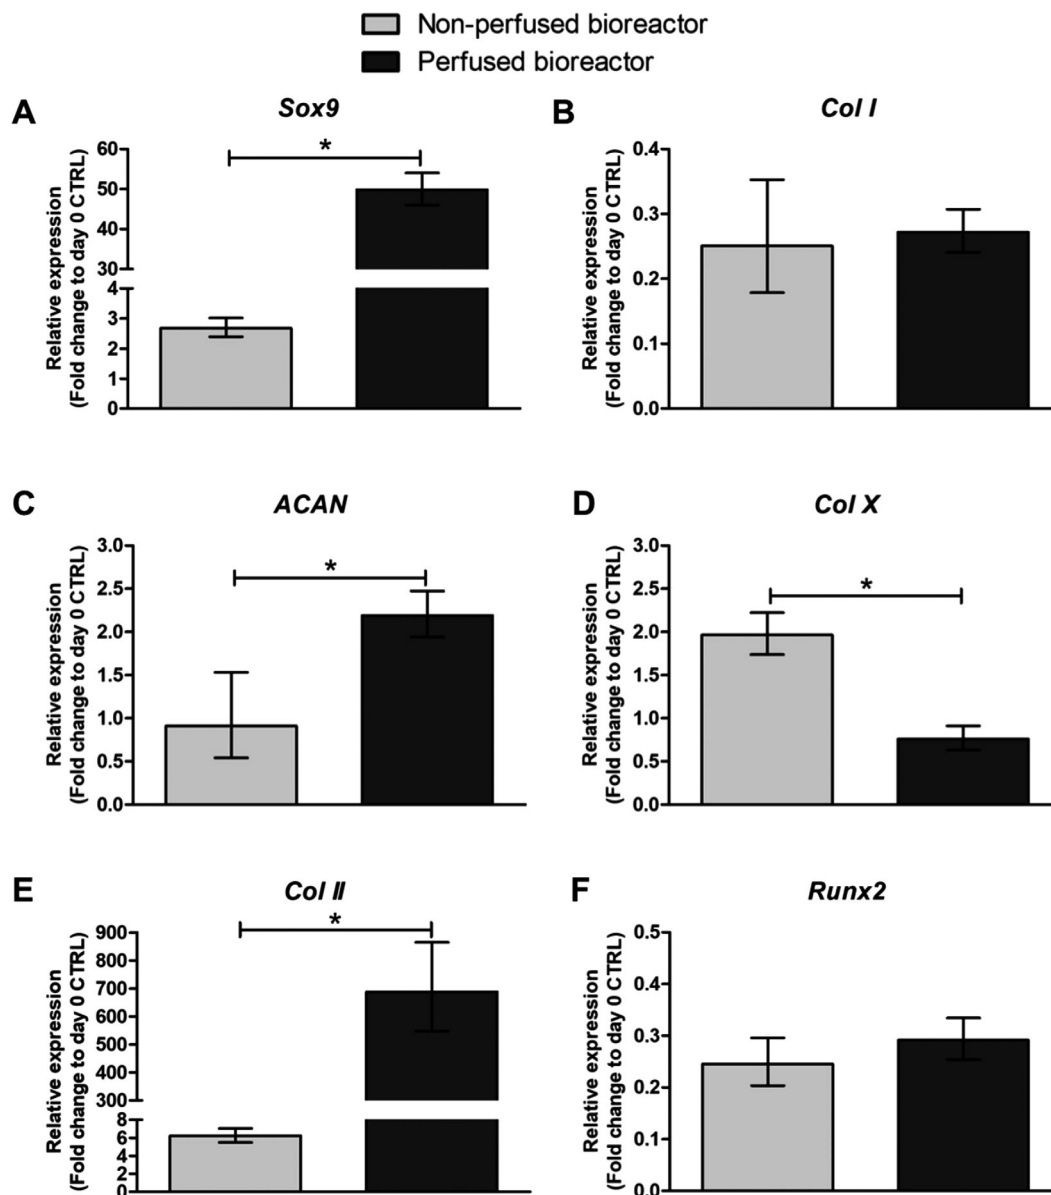 Non-perfused bioreactor
Perfused bioreactor
A
Sox9
Relative expression
(Fold change to day 0 CTRL)
60
50
40
30
4
3
2
1
0
*
B
Col I
Relative expression
(Fold change to day 0 CTRL)
0.4
0.3
0.2
0.1
0.0
C
ACAN
Relative expression
(Fold change to day 0 CTRL)
3.0
2.5
2.0
1.5
1.0
0.5
0.0
*
D
Col X
Relative expression
(Fold change to day 0 CTRL)
3.0
2.5
2.0
1.5
1.0
0.5
0.0
*
E
Col II
Relative expression
(Fold change to day 0 CTRL)
900
800
700
600
500
400
300
8
6
4
2
0
*
F
Runx2
Relative expression
(Fold change to day 0 CTRL)
0.5
0.4
0.3
0.2
0.1
0.0